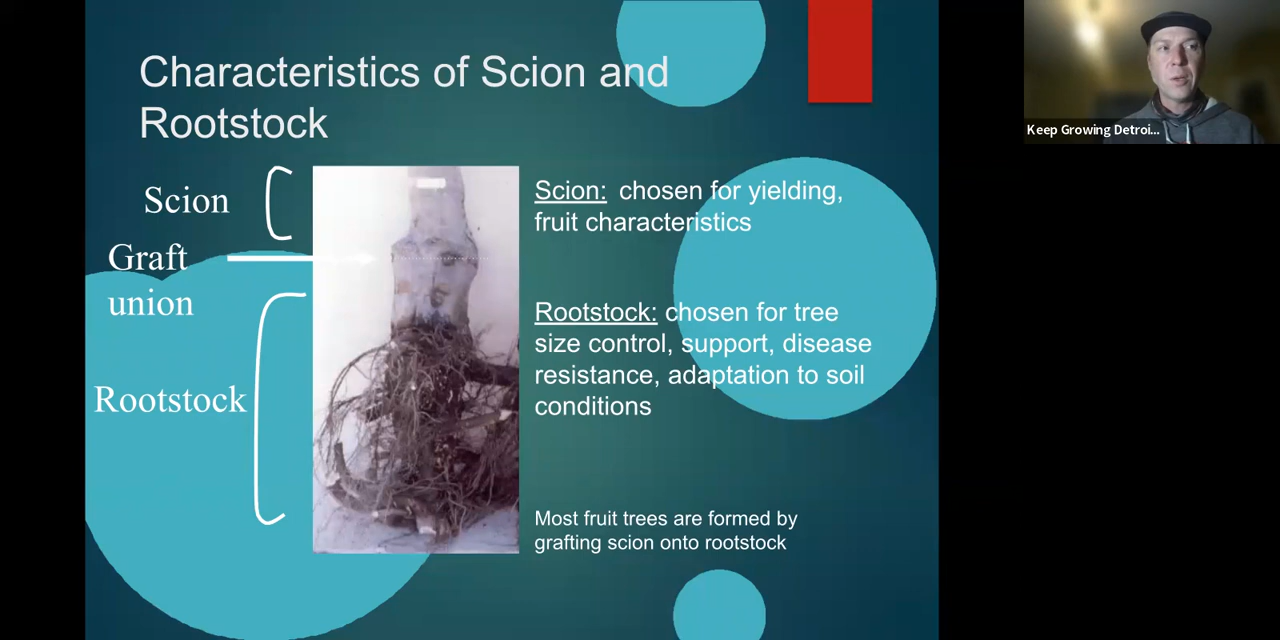 Characteristics of Scion and
Rootstock
Scion
Graft
union
Rootstock
Scion: chosen for yielding,
fruit characteristics
Rootstock: chosen for tree
size control, support, disease
resistance, adaptation to soil
conditions
Most fruit trees are formed by
grafting scion onto rootstock
Keep Growing Detroi...